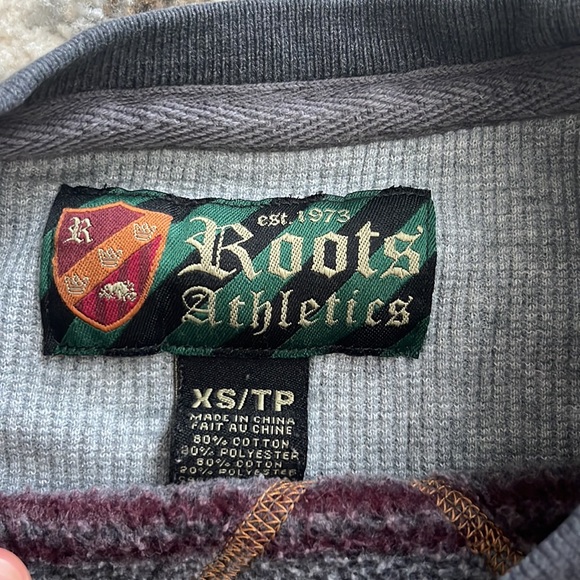 est. 1973
R
Roots
Athletics
XS/TP
MADE IN CHINA
FAIT AU CHINE
80% COTTON
20% POLYESTER
80% COTON
20% POLYESTER